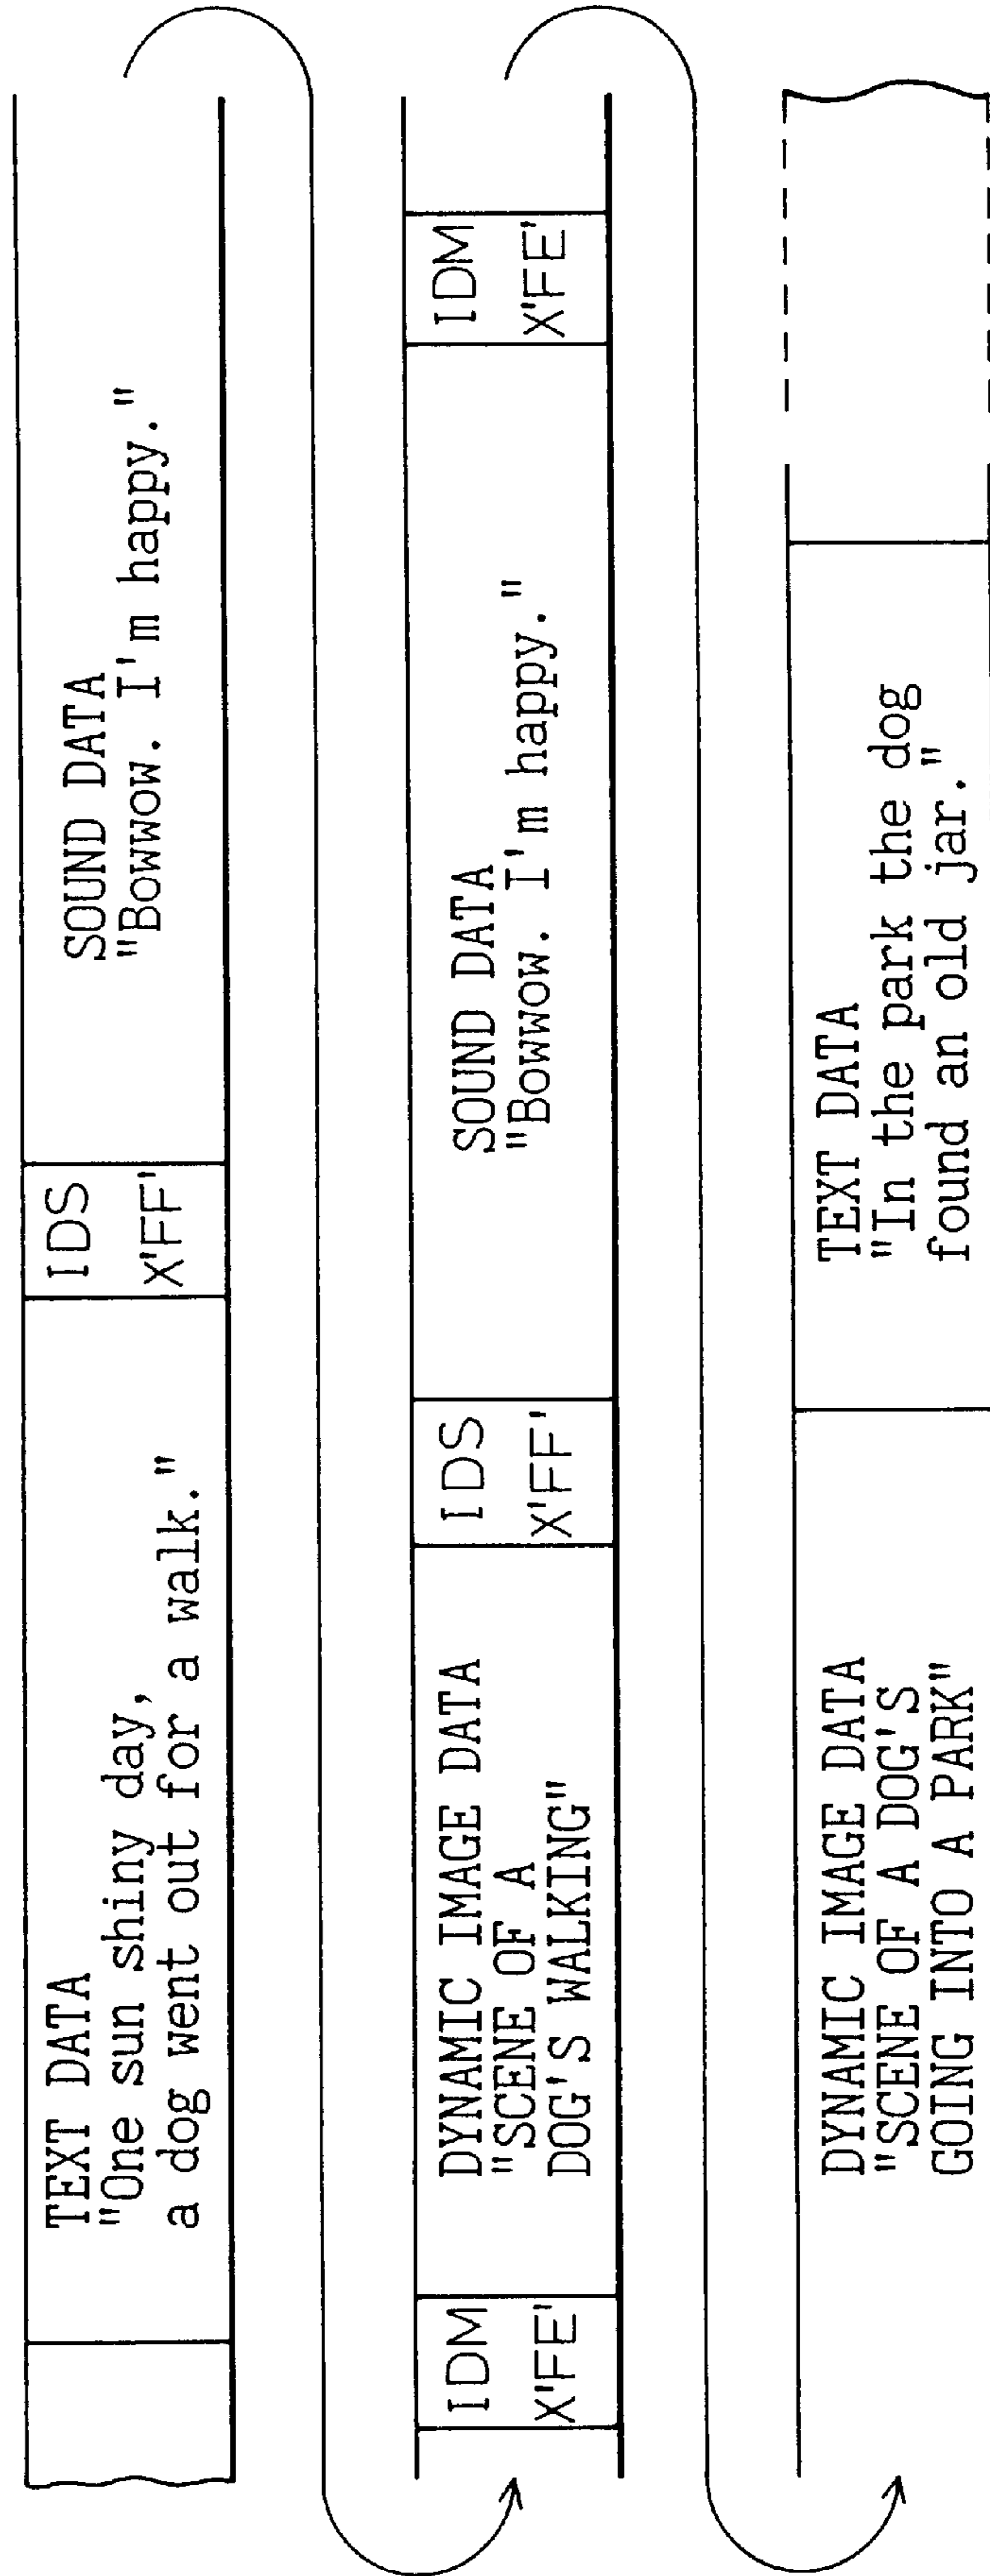 TEXT DATA
"One sun shiny day,
a dog went out for a walk."
IDS
X'FF'
SOUND DATA
"Bowwow. I'm happy."
IDM
X'FE'
DYNAMIC IMAGE DATA
"SCENE OF A
DOG'S WALKING"
IDS
X'FF'
SOUND DATA
"Bowwow. I'm happy."
IDM
X'FE'
DYNAMIC IMAGE DATA
"SCENE OF A DOG'S
GOING INTO A PARK"
TEXT DATA
"In the park the dog
found an old jar."